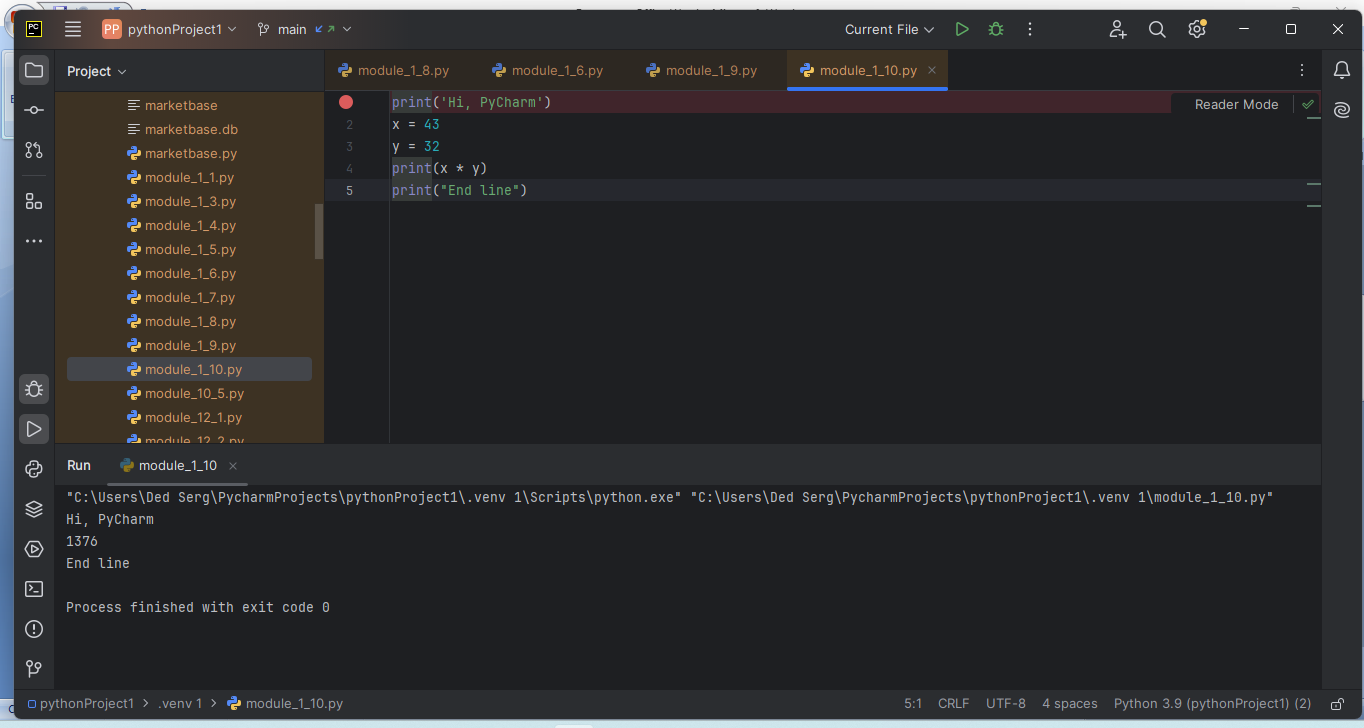 PC
PP pythonProject1 main Current File
Project
module_1_8.py module_1_6.py module_1_9.py module_1_10.py
marketbase
marketbase.db
marketbase.py
module_1_1.py
module_1_3.py
module_1_4.py
module_1_5.py
module_1_6.py
module_1_7.py
module_1_8.py
module_1_9.py
module_1_10.py
module_10_5.py
module_12_1.py
module_12_2.py
print('Hi, PyCharm')
Reader Mode
2 x = 43
3 y = 32
4 print(x * y)
5 print("End line")
Run module_1_10
"C:\Users\Ded Serg\PycharmProjects\pythonProject1\.venv 1\Scripts\python.exe" "C:\Users\Ded Serg\PycharmProjects\pythonProject1\.venv 1\module_1_10.py"
Hi, PyCharm
1376
End line
Process finished with exit code 0
pythonProject1 > .venv 1 > module_1_10.py 5:1 CRLF UTF-8 4 spaces Python 3.9 (pythonProject1) (2)